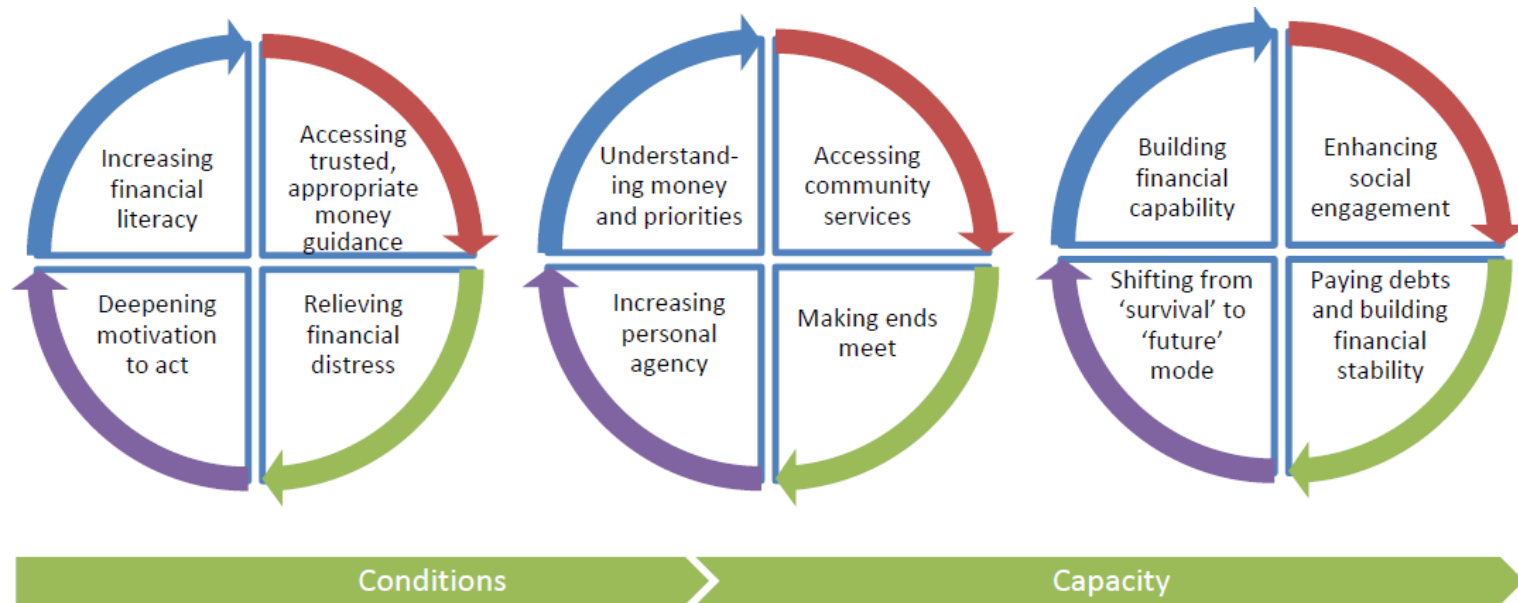 Increasing
financial
literacy
Accessing
trusted,
appropriate
money
guidance
Deepening
motivation
to act
Relieving
financial
distress
Understand-
ing money
and priorities
Accessing
community
services
Increasing
personal
agency
Making ends
meet
Building
financial
capability
Enhancing
social
engagement
Shifting from
‘survival’ to
‘future’
mode
Paying debts
and building
financial
stability
Conditions
Capacity